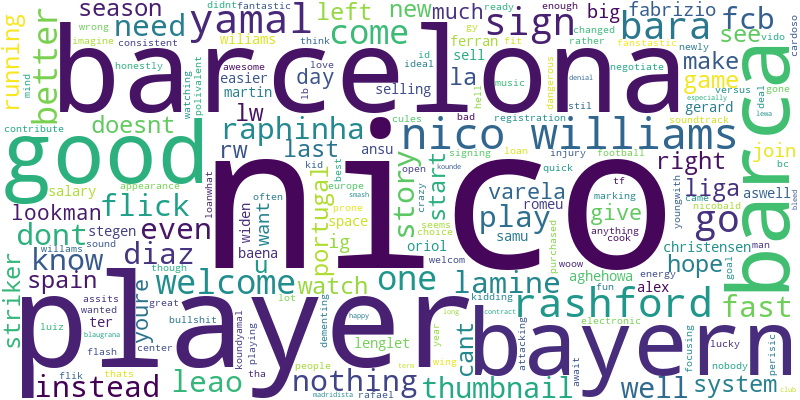 season
need
wrong
imagine
consistent
wiliams
better
running
mind
watching
polivalent
contribute
doesnt
yamal
didnt
fantastic
honestly
awesome
easier
martin
lw
left
day
selling
come
think
id
ideal
lb
new
much
ferran
sell
music
sign
ready
gy
fit
bara
big
changed
rather
hell
la
fabrizio
enough
fanstastic
dangerous
stil
need
fcb
see
make
game
gerard
newly
negotiate
soundtrack
versus
vido
deal
lewa
cardoso
gone
denial
especially
barcelona
good
nico
nico williams
barca
player
bayern
raphinha
rw
last
ansu
cules
registration
bad
signing
loan
injury
football
right
join
liga
aswell
bc
bleed
salary
appearance
lookman
flick
dont
even
diaz
loanwhat
kid
often
best
open
crazy
europe
smash
story
start
varela
play
romeu
samu
quick
kounde
tf
marking
anything
cook
give
go
nicobald
youngwith
came
christensen
man
goal
stegen
willams
sound
know
spain
widen
baena
want
space
portugal
ig
oriol
seems
choice
welcom
purchased
aghehowa
woow
fun
energy
alex
hope
striker
though
assits
wanted
great
welcome
u
watch
prone
one
lamine
kidding
electronic
rashford
fast
luiz
blaugrana
ter
youre
bullshit
flash
center
flik
thats
koundyamal
playing
lot
people
dementing
happy
lenglet
year
long
wing
term
contract
attacking
await
focusing
lucky
nobody
perisic
instead
leao
tha
nothing
madridista
rafael
thumbnail
cant
well
system
club